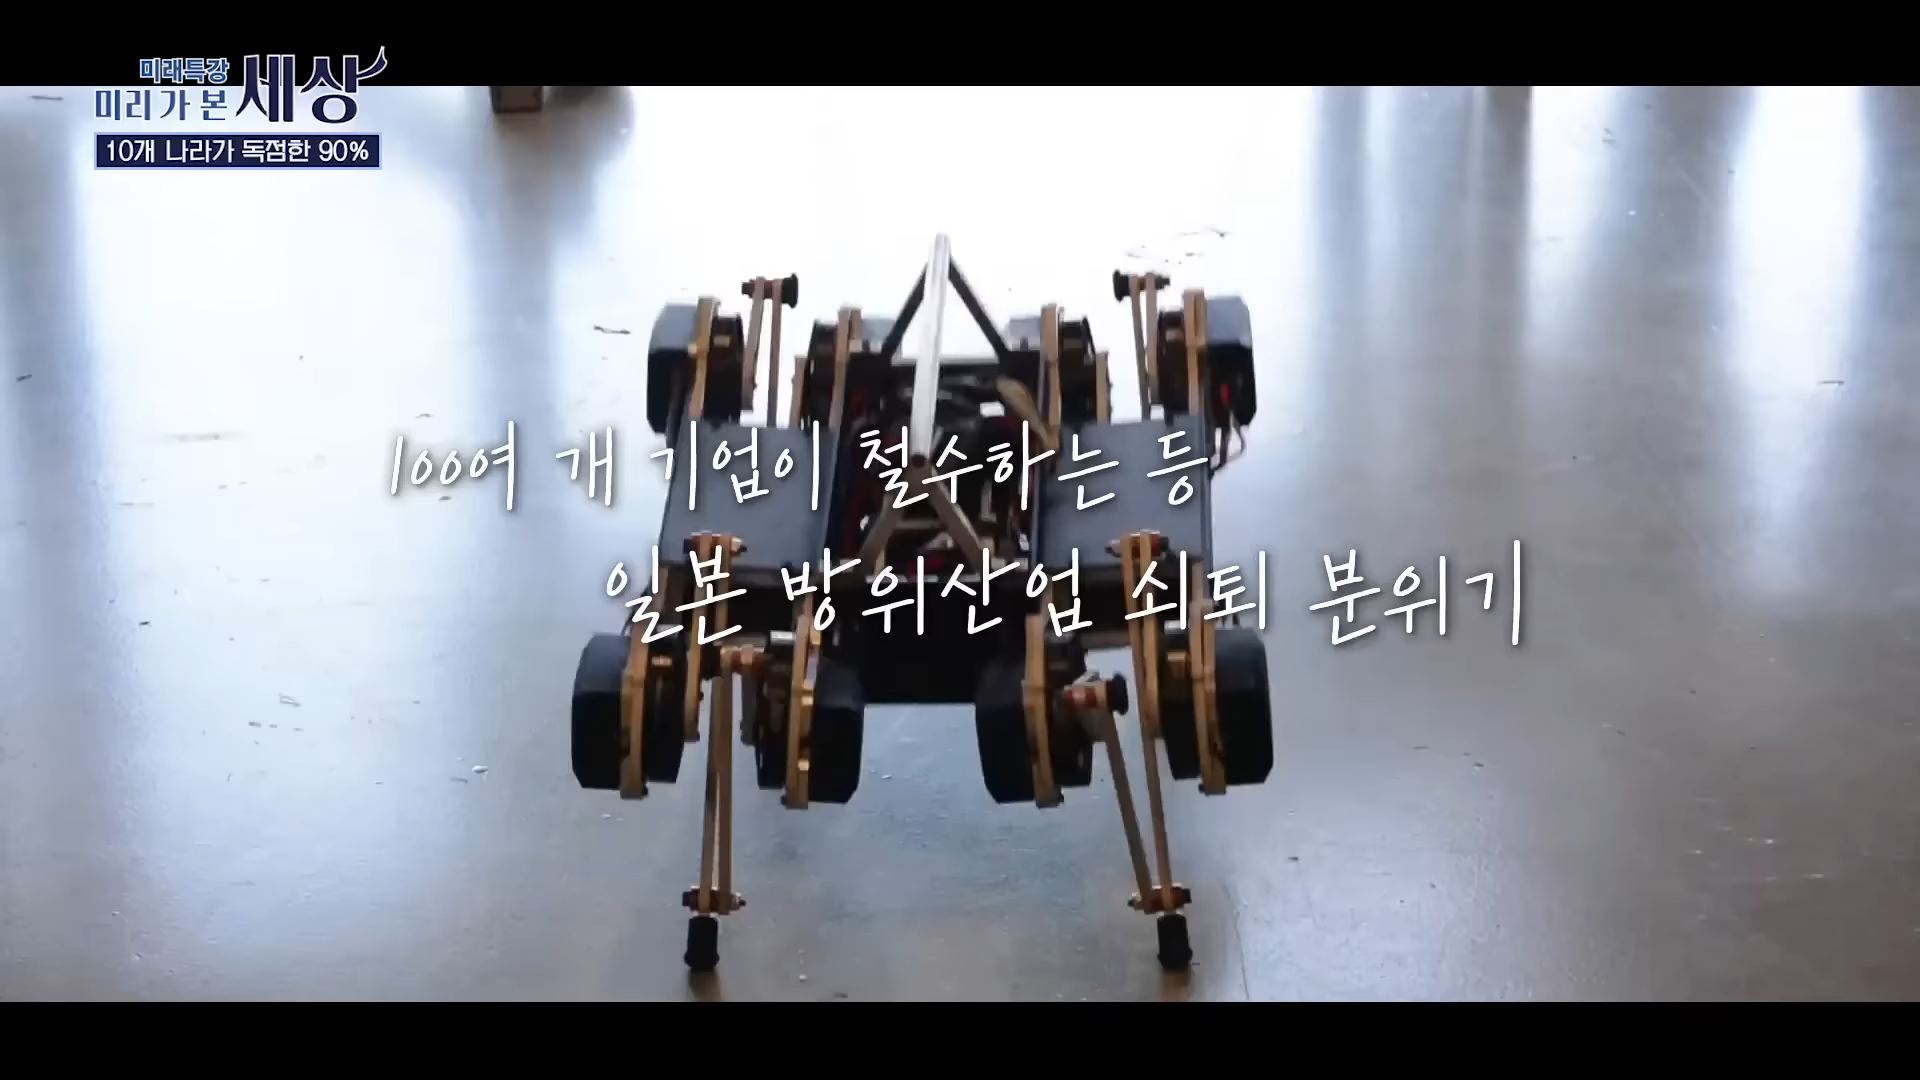 미래특강
미리 가 본 세상
10개 나라가 독점한 90%
100여 개 기업이 철수하는 등
일본 방위산업 쇠퇴 분위기